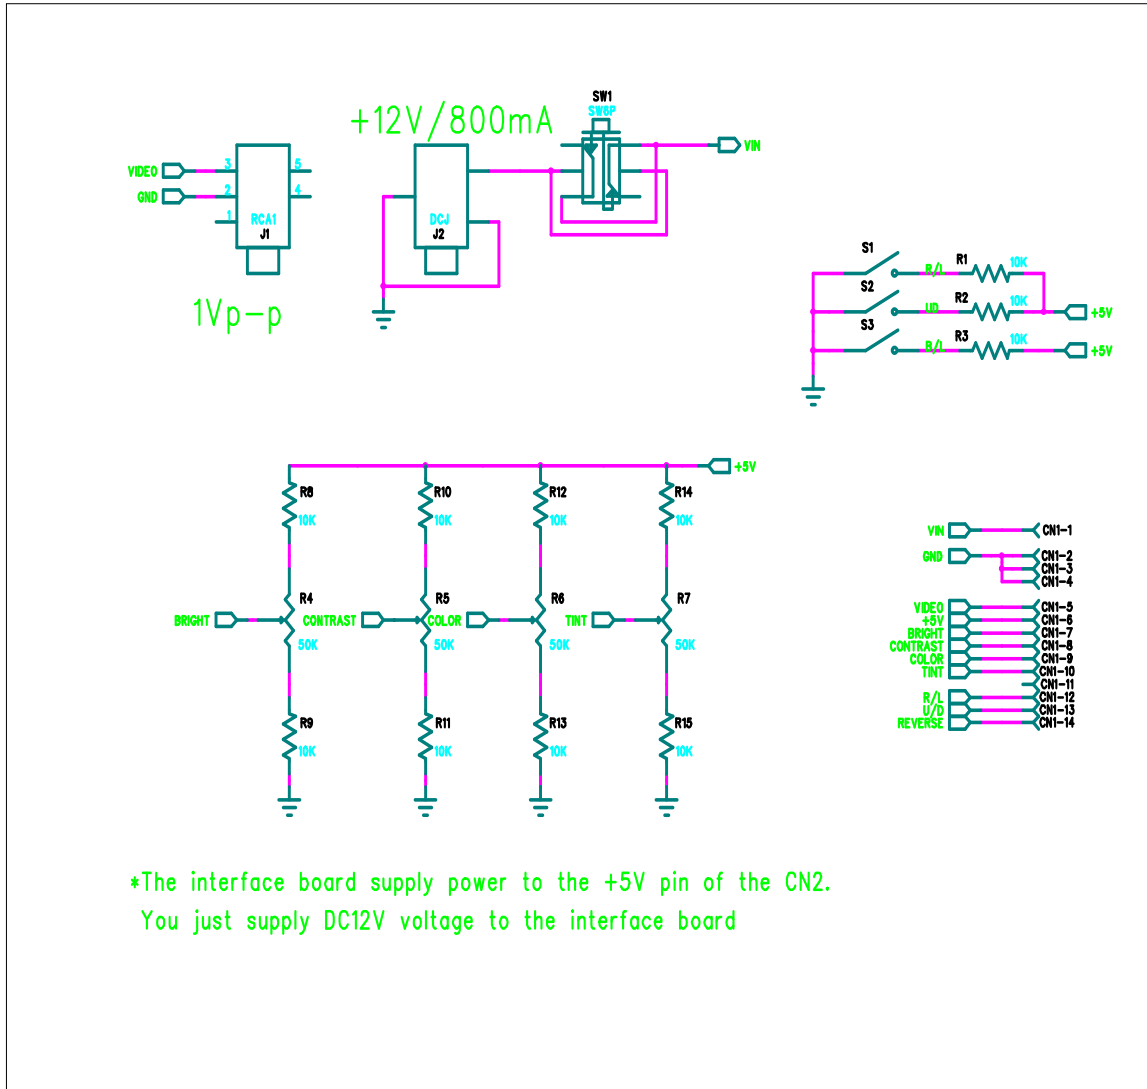 SW1
SW6P
+12V/800mA
VIN
VIDEO
3
5
GND
2
4
1
RCA1
J1
DCJ
J2
1Vp-p
S1
R/L
R1
10K
S2
UD
R2
10K
+5V
S3
R/L
R3
10K
+5V
+5V
R8
10K
R10
10K
R12
10K
R14
10K
BRIGHT
R4
50K
CONTRAST
R5
50K
COLOR
R6
50K
TINT
R7
50K
R9
10K
R11
10K
R13
10K
R15
10K
VIN CN1-1
GND CN1-2
CN1-3
CN1-4
VIDEO CN1-5
+5V CN1-6
BRIGHT CN1-7
CONTRAST CN1-8
COLOR CN1-9
TINT CN1-10
CN1-11
R/L CN1-12
U/D CN1-13
REVERSE CN1-14
*The interface board supply power to the +5V pin of the CN2.
You just supply DC12V voltage to the interface board